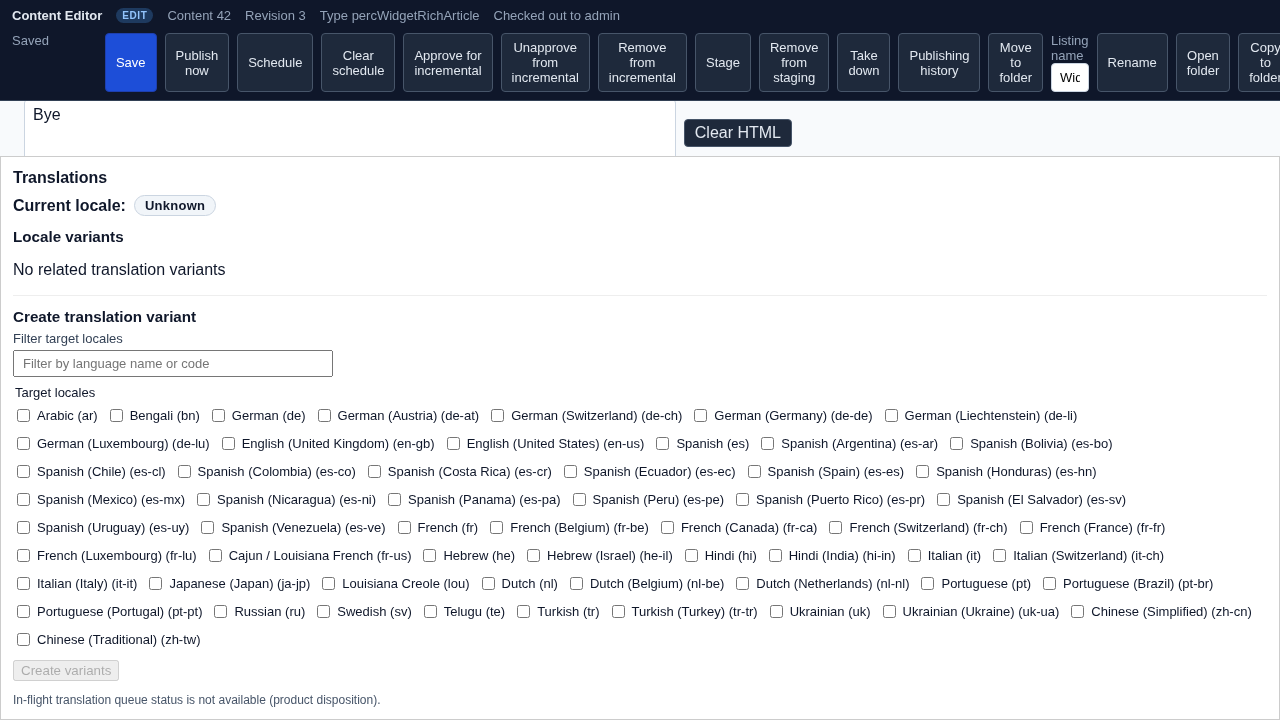 Content Editor EDIT Content 42 Revision 3 Type percWidgetRichArticle Checked out to admin
Saved
Save
Publish now
Schedule
Clear schedule
Approve for incremental
Unapprove from incremental
Remove from incremental
Stage
Remove from staging
Take down
Publishing history
Move to folder
Listing name
Rename
Open folder
Copy to folder
Bye
Clear HTML
Translations
Current locale: Unknown
Locale variants
No related translation variants
Create translation variant
Filter target locales
Filter by language name or code
Target locales
Arabic (ar) Bengali (bn) German (de) German (Austria) (de-at) German (Switzerland) (de-ch) German (Germany) (de-de) German (Liechtenstein) (de-li)
German (Luxembourg) (de-lu) English (United Kingdom) (en-gb) English (United States) (en-us) Spanish (es) Spanish (Argentina) (es-ar) Spanish (Bolivia) (es-bo)
Spanish (Chile) (es-cl) Spanish (Colombia) (es-co) Spanish (Costa Rica) (es-cr) Spanish (Ecuador) (es-ec) Spanish (Spain) (es-es) Spanish (Honduras) (es-hn)
Spanish (Mexico) (es-mx) Spanish (Nicaragua) (es-ni) Spanish (Panama) (es-pa) Spanish (Peru) (es-pe) Spanish (Puerto Rico) (es-pr) Spanish (El Salvador) (es-sv)
Spanish (Uruguay) (es-uy) Spanish (Venezuela) (es-ve) French (fr) French (Belgium) (fr-be) French (Canada) (fr-ca) French (Switzerland) (fr-ch) French (France) (fr-fr)
French (Luxembourg) (fr-lu) Cajun / Louisiana French (fr-us) Hebrew (he) Hebrew (Israel) (he-il) Hindi (hi) Hindi (India) (hi-in) Italian (it) Italian (Switzerland) (it-ch)
Italian (Italy) (it-it) Japanese (Japan) (ja-jp) Louisiana Creole (lou) Dutch (nl) Dutch (Belgium) (nl-be) Dutch (Netherlands) (nl-nl) Portuguese (pt) Portuguese (Brazil) (pt-br)
Portuguese (Portugal) (pt-pt) Russian (ru) Swedish (sv) Telugu (te) Turkish (tr) Turkish (Turkey) (tr-tr) Ukrainian (uk) Ukrainian (Ukraine) (uk-ua) Chinese (Simplified) (zh-cn)
Chinese (Traditional) (zh-tw)
Create variants
In-flight translation queue status is not available (product disposition).